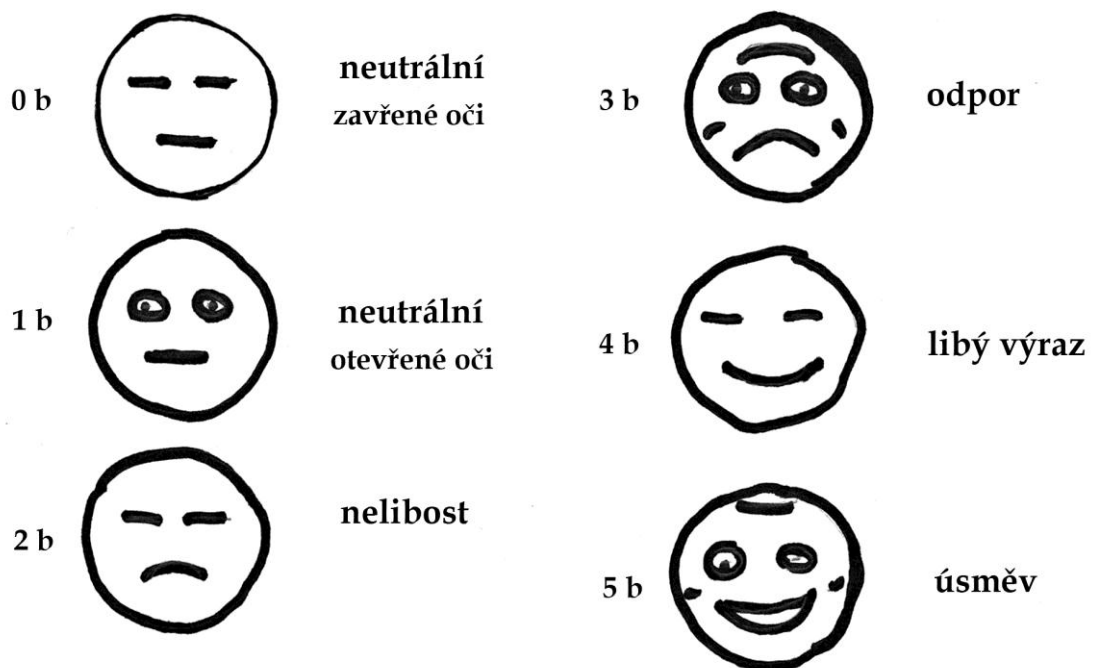 0 b
neutrální
zavřené oči
1 b
neutrální
otevřené oči
2 b
nelibost
3 b
odpor
4 b
libý výraz
5 b
úsměv